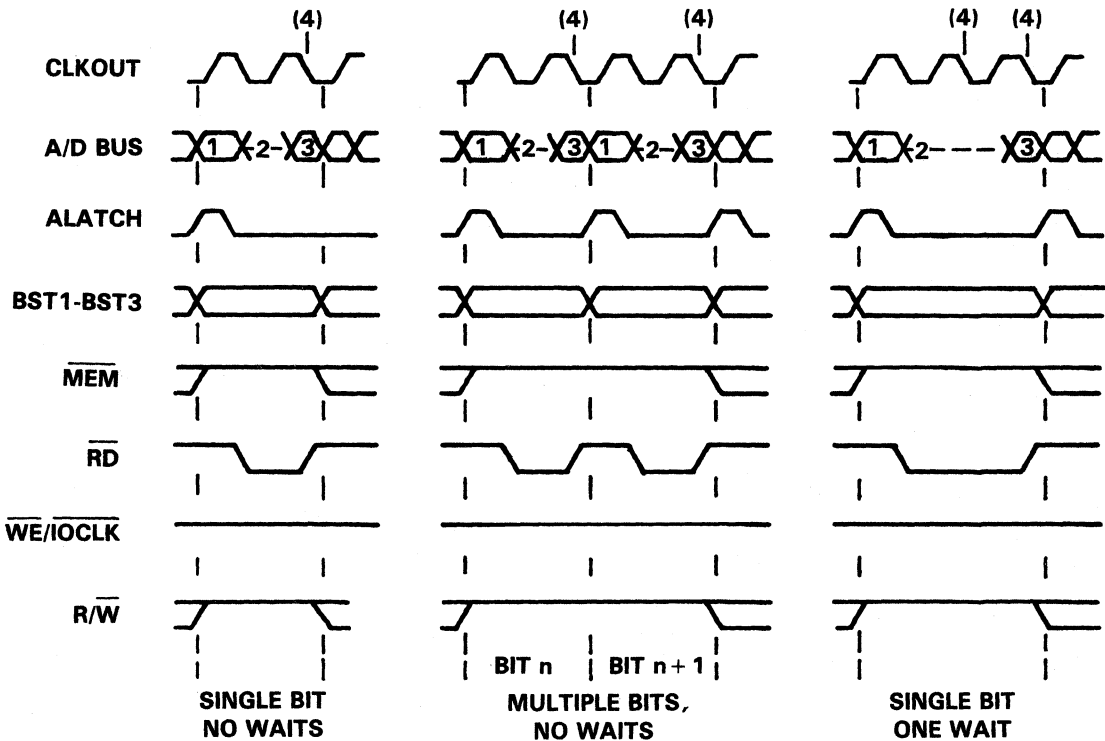 (4) (4) (4) (4) (4)
CLKOUT
A/D BUS 1 -2- 3 1 -2- 3 1 -2- 3 1 2---- 3
ALATCH
BST1-BST3
MEM
RD
WE/IOCLK
R/W
BIT n BIT n + 1
SINGLE BIT
NO WAITS
MULTIPLE BITS,
NO WAITS
SINGLE BIT
ONE WAIT